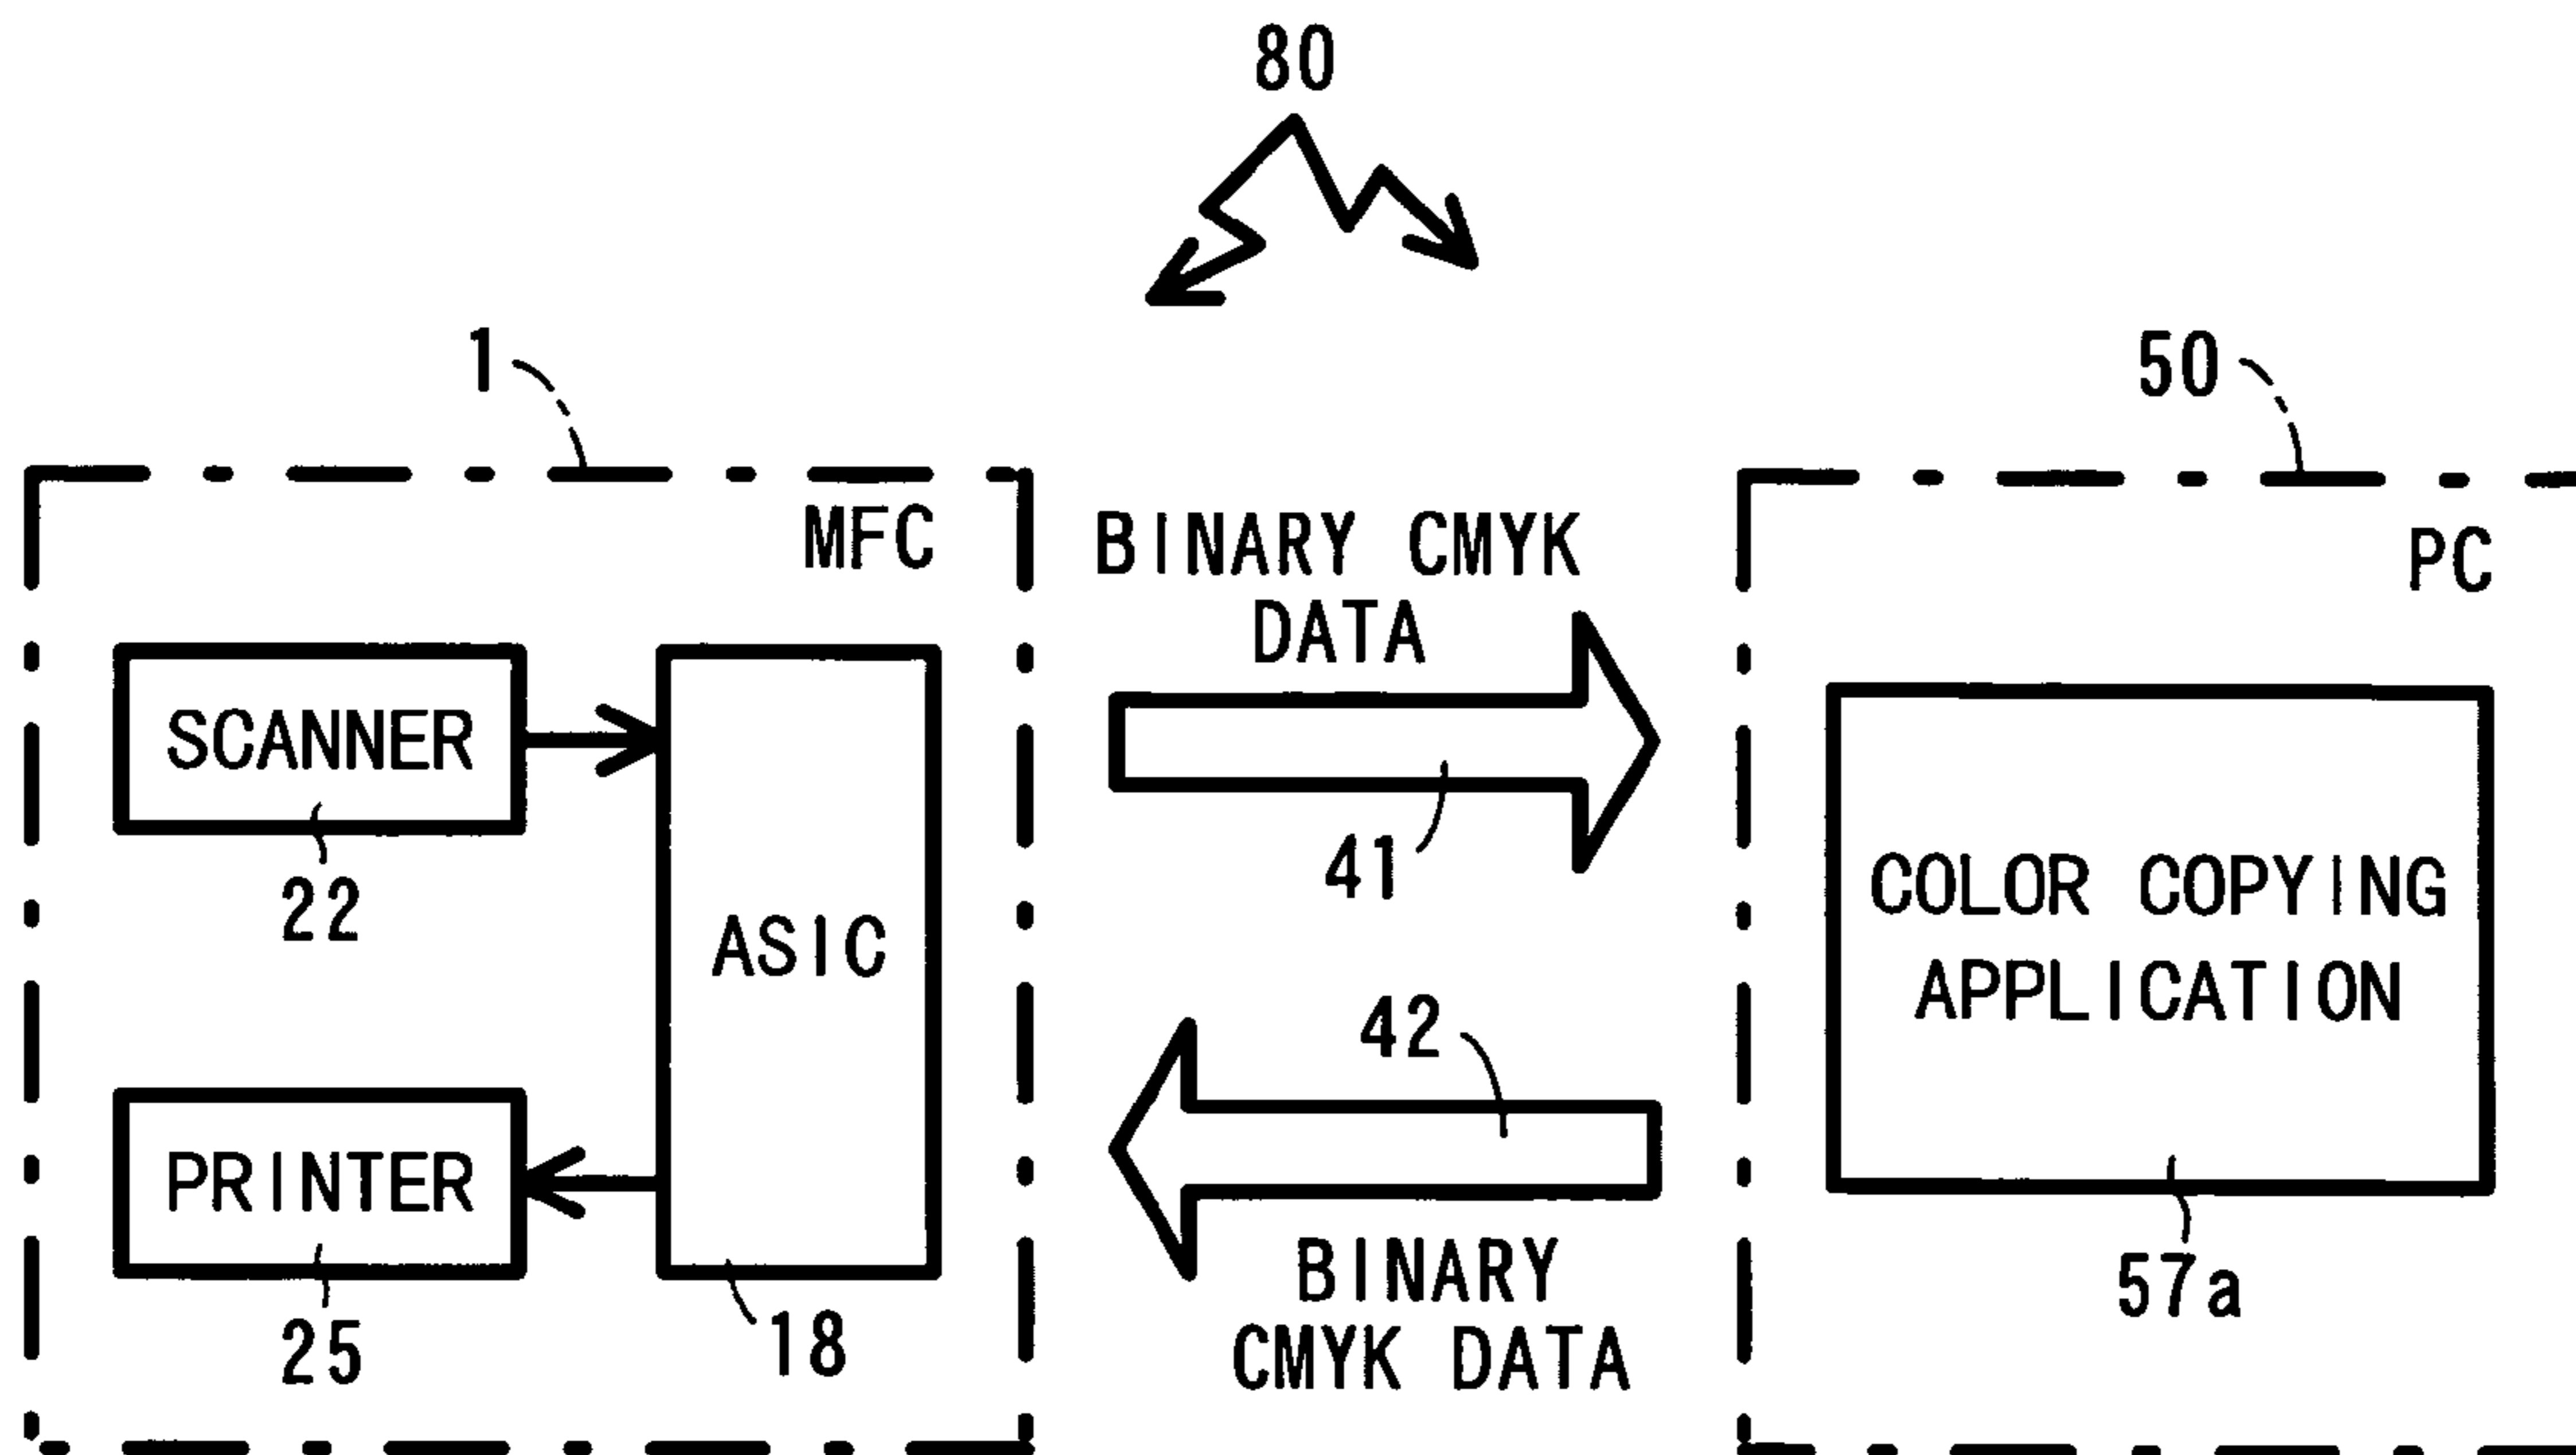 80
1
50
MFC
BINARY CMYK
DATA
PC
SCANNER
22
41
ASIC
COLOR COPYING
APPLICATION
42
PRINTER
25
18
BINARY
CMYK DATA
57a